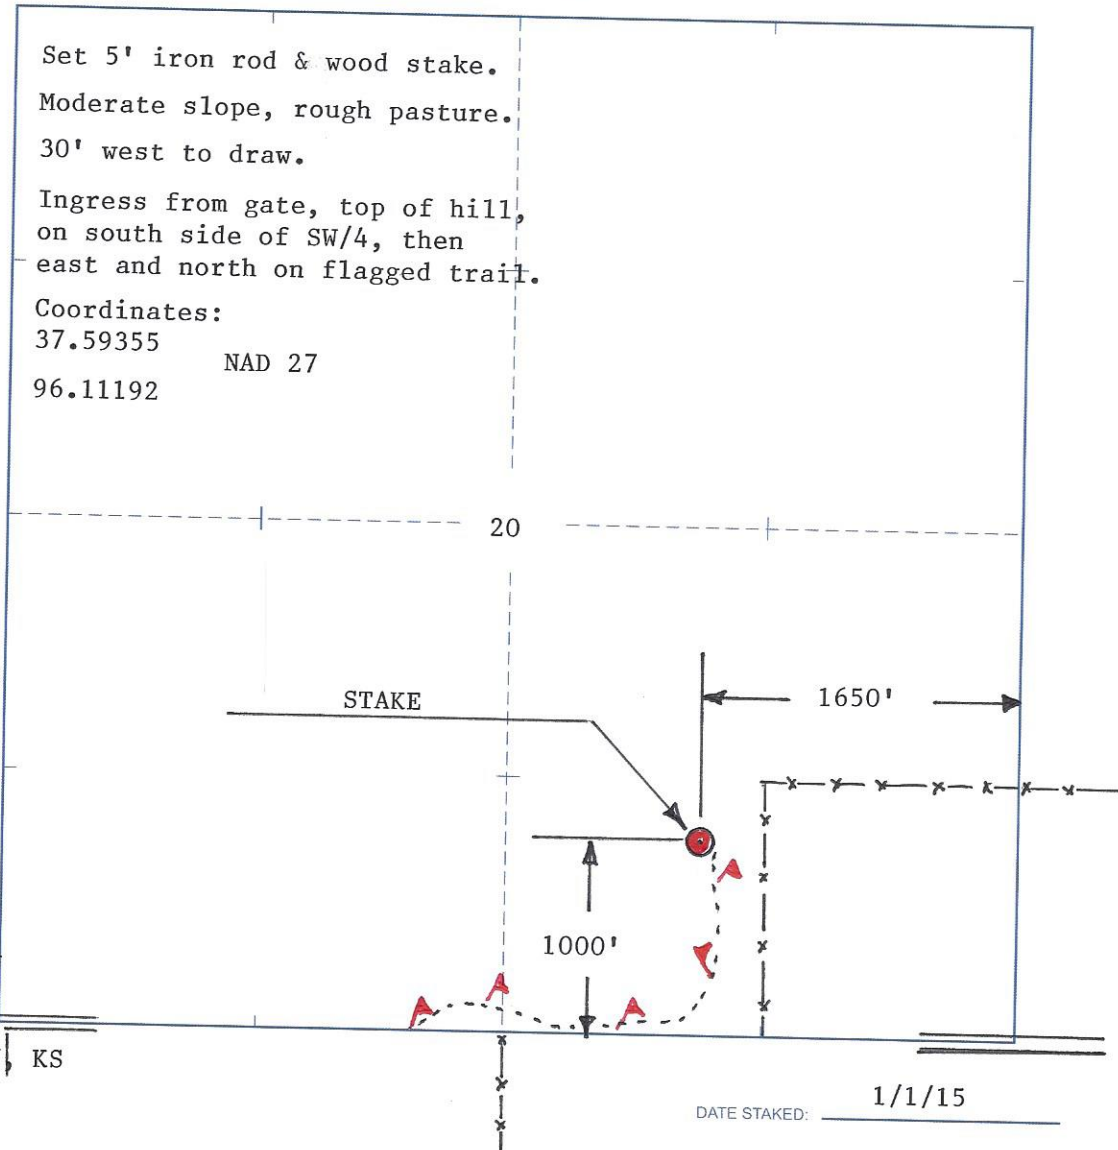 Set 5' iron rod & wood stake.
Moderate slope, rough pasture.
30' west to draw.
Ingress from gate, top of hill,
on south side of SW/4, then
east and north on flagged trail.
Coordinates:
37.59355
NAD 27
96.11192
20
STAKE
1650'
1000'
, KS
DATE STAKED: 1/1/15